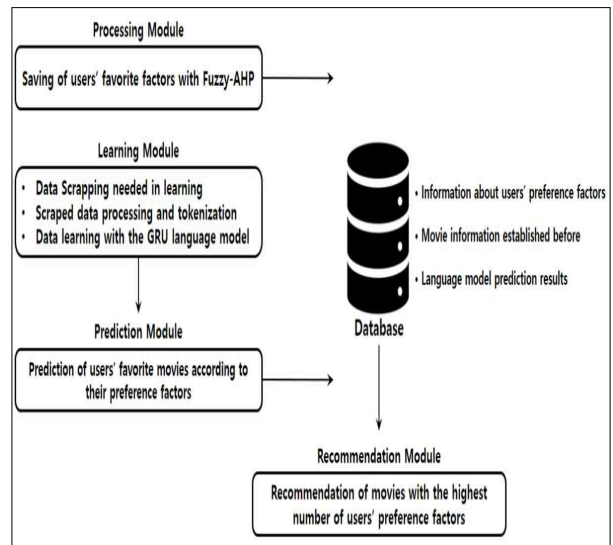 Processing Module
Saving of users' favorite factors with Fuzzy-AHP
Learning Module
• Data Scrapping needed in learning
• Scraped data processing and tokenization
• Data learning with the GRU language model
• Information about users' preference factors
• Movie information established before
• Language model prediction results
Database
Prediction Module
Prediction of users' favorite movies according to
their preference factors
Recommendation Module
Recommendation of movies with the highest
number of users' preference factors